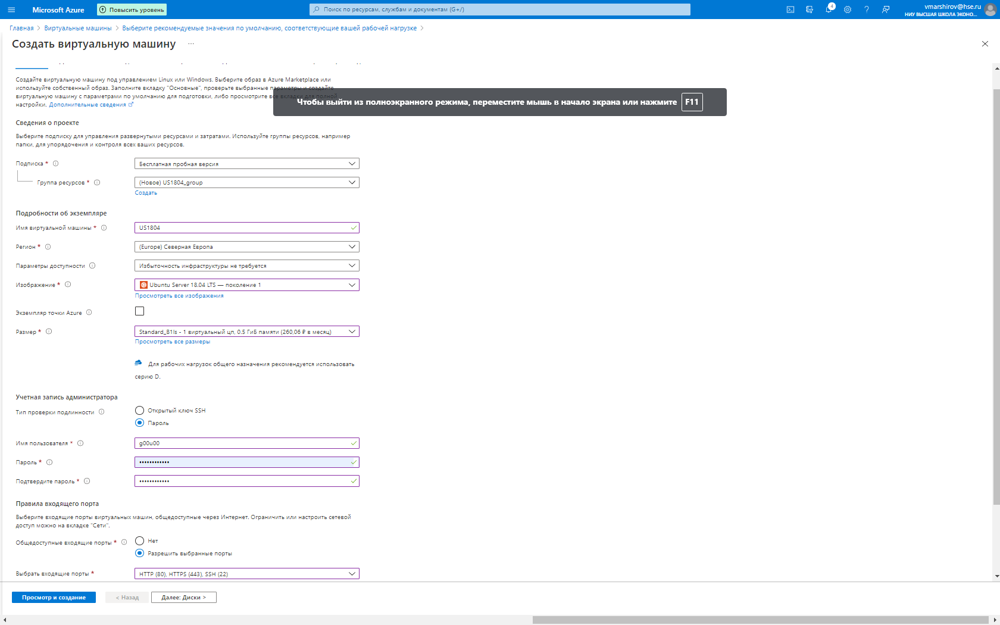 Microsoft Azure
Повысить уровень
Поиск по ресурсам, службам и документам (G+/)
4
vmarshirov@hse.ru
НИУ ВЫСШАЯ ШКОЛА ЭКОНО...
Главная > Виртуальные машины > Выберите рекомендуемые значения по умолчанию, соответствующие вашей рабочей нагрузке >
Создать виртуальную машину ...
Создайте виртуальную машину под управлением Linux или Windows. Выберите образ в Azure Marketplace или
используйте собственный образ. Заполните вкладку "Основные", проверьте выбранные параметры и создайте
виртуальную машину с параметрами по умолчанию для подготовки, либо просмотрите все вкладки для полной
настройки. Дополнительные сведения
Чтобы выйти из полноэкранного режима, переместите мышь в начало экрана или нажмите F11
Сведения о проекте
Выберите подписку для управления развернутыми ресурсами и затратами. Используйте группы ресурсов, например
папки, для упорядочения и контроля всех ваших ресурсов.
Подписка *
Бесплатная пробная версия
Группа ресурсов *
(Новое) US1804_group
Создать
Подробности об экземпляре
Имя виртуальной машины *
US1804
Регион *
(Europe) Северная Европа
Параметры доступности
Избыточность инфраструктуры не требуется
Изображение *
Ubuntu Server 18.04 LTS — поколение 1
Просмотреть все изображения
Экземпляр точки Azure
Размер *
Standard_B1ls - 1 виртуальный цп, 0.5 ГиБ памяти (260,06 ₽ в месяц)
Просмотреть все размеры
Для рабочих нагрузок общего назначения рекомендуется использовать
серию D.
Учетная запись администратора
Тип проверки подлинности
Открытый ключ SSH
Пароль
Имя пользователя *
g00u00
Пароль *
••••••••••••
Подтвердите пароль *
••••••••••••
Правила входящего порта
Выберите входящие порты виртуальных машин, общедоступные через Интернет. Ограничить или настроить сетевой
доступ можно на вкладке "Сети".
Общедоступные входящие порты *
Нет
Разрешить выбранные порты
Выбрать входящие порты *
HTTP (80), HTTPS (443), SSH (22)
Просмотр и создание
< Назад
Далее: Диски >